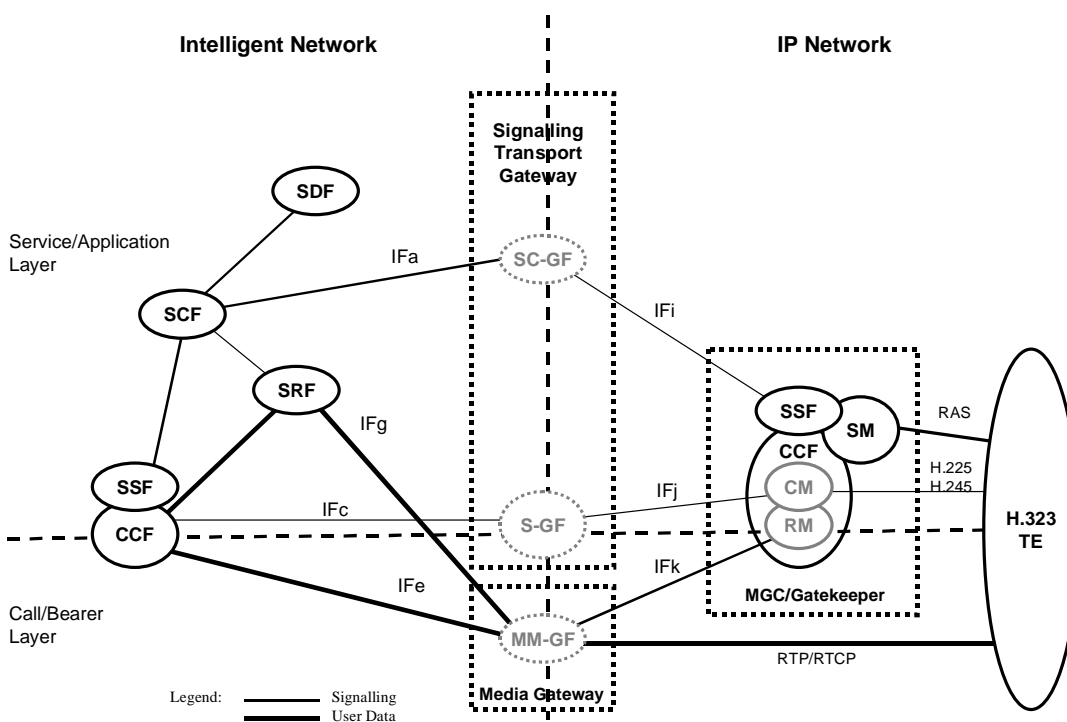 Intelligent Network
IP Network
Signalling
Transport
Gateway
SDF
Service/Application
Layer
IFa
SC-GF
SCF
IFi
SRF
IFg
SSF
SM
RAS
CCF
H.225
SSF
CM
H.245
IFc
IFj
S-GF
RM
CCF
H.323
TE
IFe
IFk
MGC/Gatekeeper
Call/Bearer
Layer
MM-GF
RTP/RTCP
Media Gateway
Legend:
Signalling
User Data